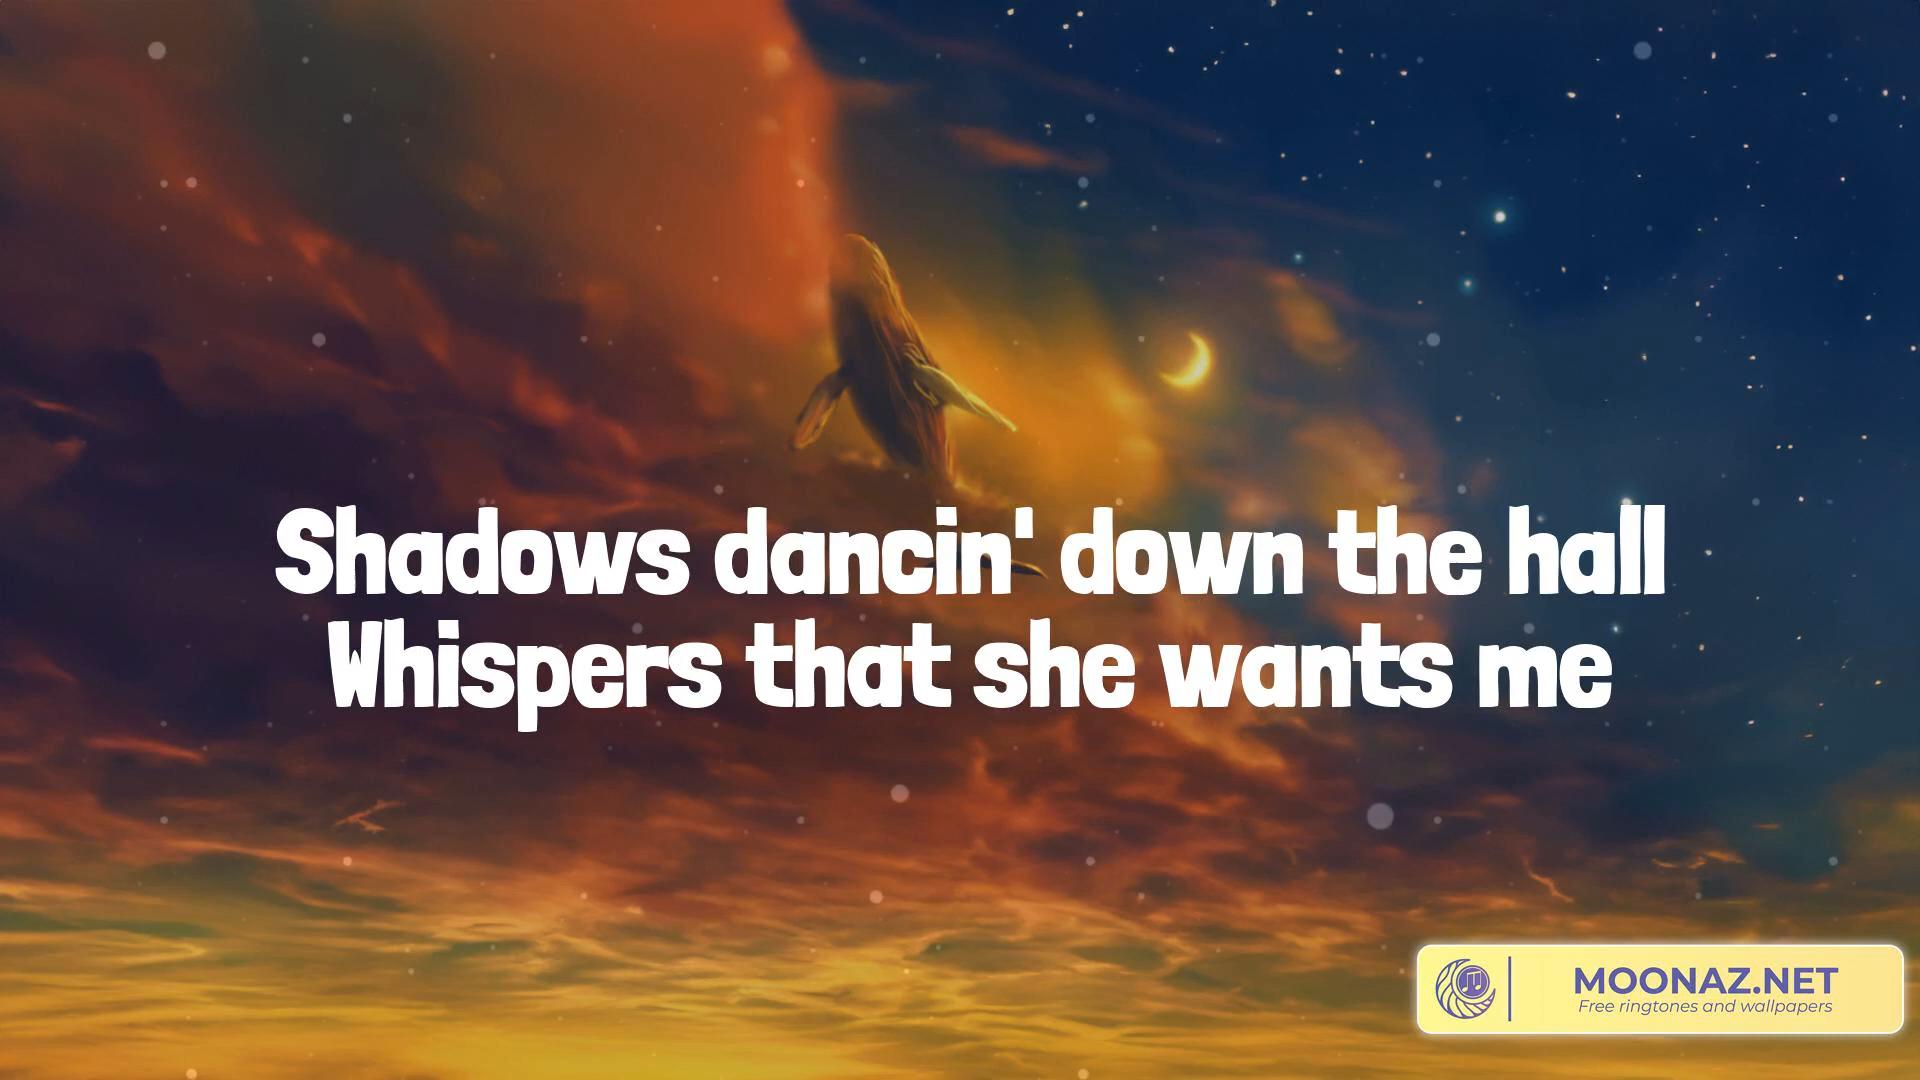 Shadows dancin' down the hall
Whispers that she wants me
MOONAZ.NET
Free ringtones and wallpapers